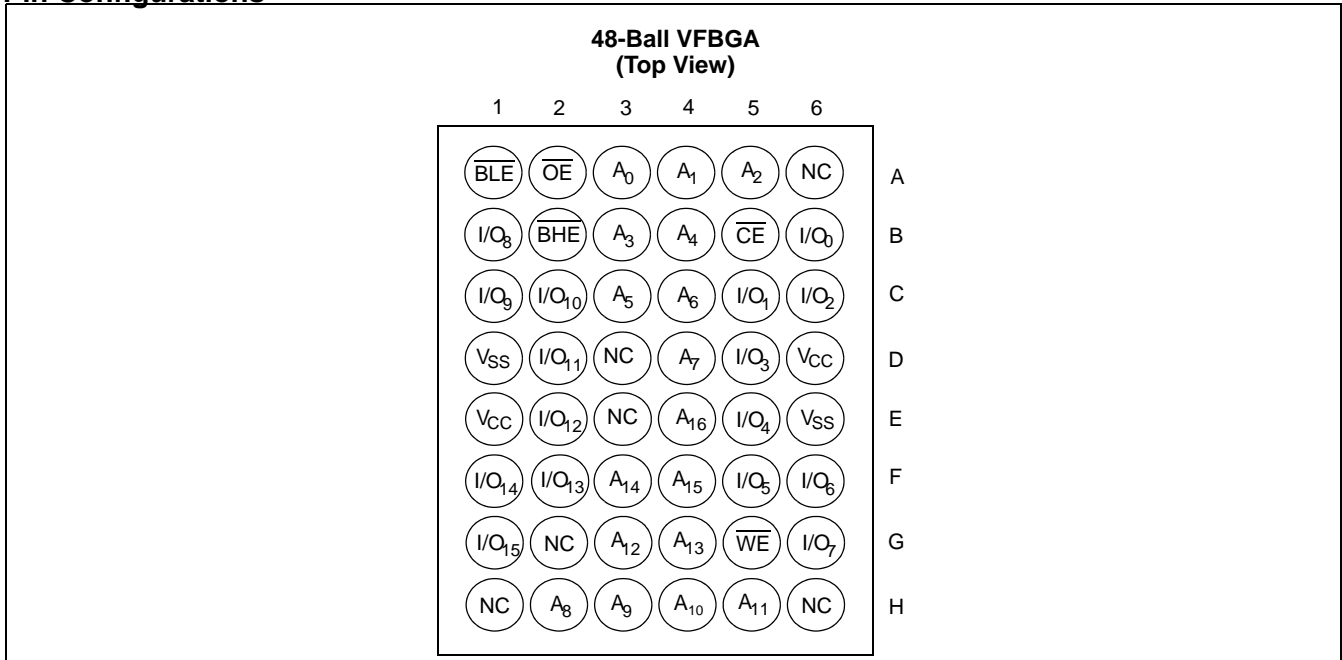 Pin Configurations
48-Ball VFBGA
(Top View)
1 2 3 4 5 6
BLE OE A0 A1 A2 NC A
I/O8 BHE A3 A4 CE I/O0 B
I/O9 I/O10 A5 A6 I/O1 I/O2 C
VSS I/O11 NC A7 I/O3 VCC D
VCC I/O12 NC A16 I/O4 VSS E
I/O14 I/O13 A14 A15 I/O5 I/O6 F
I/O15 NC A12 A13 WE I/O7 G
NC A8 A9 A10 A11 NC H